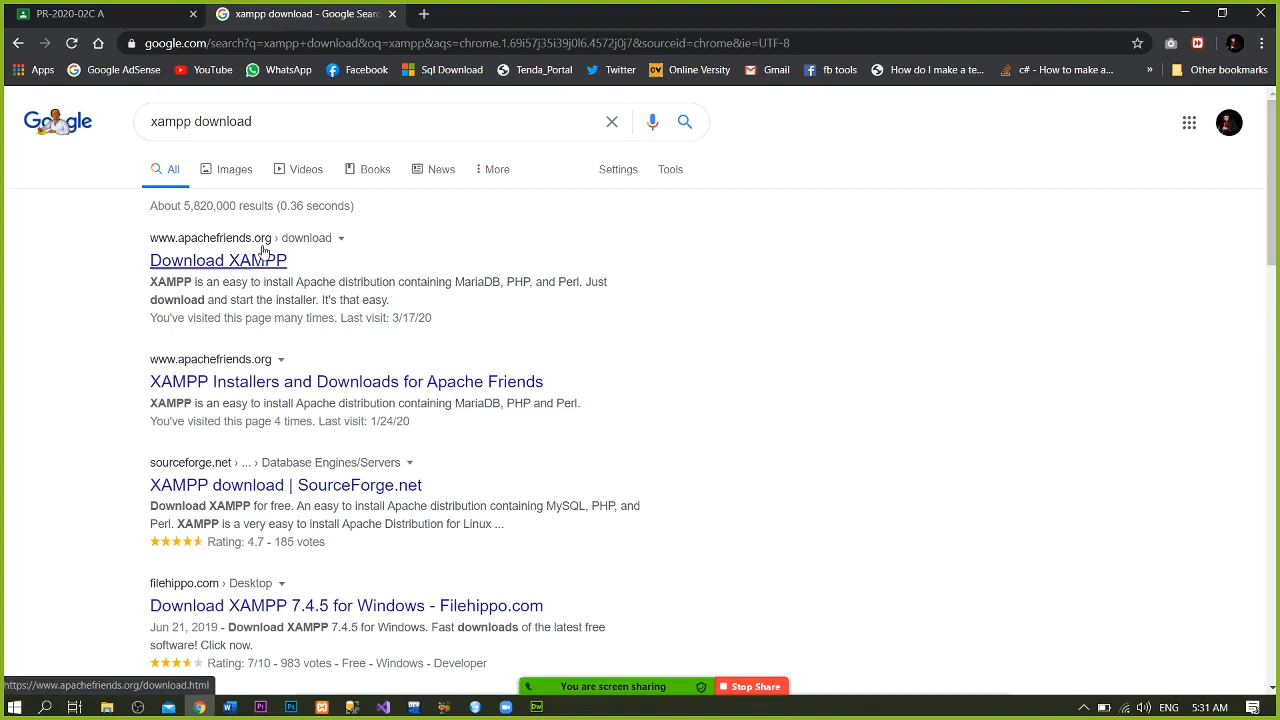 PR-2020-02C A
xampp download - Google Sear
google.com/search?q=xampp+download&oq=xampp&aqs=chrome.1.69i57j35i39j0l6.4572j0j7&sourceid=chrome&ie=UTF-8
Apps Google AdSense YouTube WhatsApp Facebook Sql Download Tenda_Portal Twitter Online Versity Gmail fb tools How do I make a te... c# - How to make a... » Other bookmarks
Google
xampp download
All Images Videos Books News More Settings Tools
About 5,820,000 results (0.36 seconds)
www.apachefriends.org › download
Download XAMPP
XAMPP is an easy to install Apache distribution containing MariaDB, PHP, and Perl. Just
download and start the installer. It's that easy.
You've visited this page many times. Last visit: 3/17/20
www.apachefriends.org
XAMPP Installers and Downloads for Apache Friends
XAMPP is an easy to install Apache distribution containing MariaDB, PHP and Perl.
You've visited this page 4 times. Last visit: 1/24/20
sourceforge.net › ... › Database Engines/Servers
XAMPP download | SourceForge.net
Download XAMPP for free. An easy to install Apache distribution containing MySQL, PHP, and
Perl. XAMPP is a very easy to install Apache Distribution for Linux ...
Rating: 4.7 - 185 votes
filehippo.com › Desktop
Download XAMPP 7.4.5 for Windows - Filehippo.com
Jun 21, 2019 - Download XAMPP 7.4.5 for Windows. Fast downloads of the latest free
software! Click now.
Rating: 7/10 - 983 votes - Free - Windows - Developer
https://www.apachefriends.org/download.html
You are screen sharing Stop Share
W Pr Ps Dw
ENG 5:31 AM